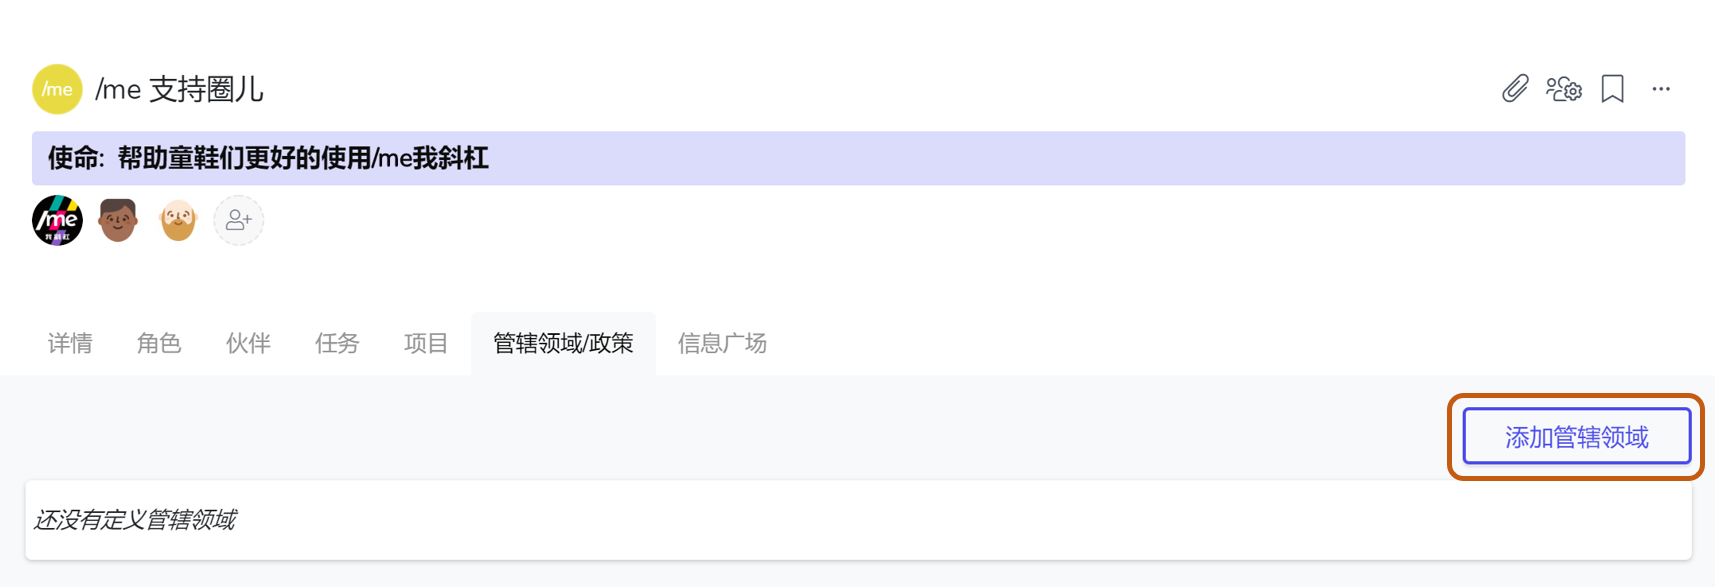 /me /me 支持圈儿
使命: 帮助童鞋们更好的使用/me我斜杠
/me
我斜杠
详情 角色 伙伴 任务 项目 管辖领域/政策 信息广场
添加管辖领域
还没有定义管辖领域